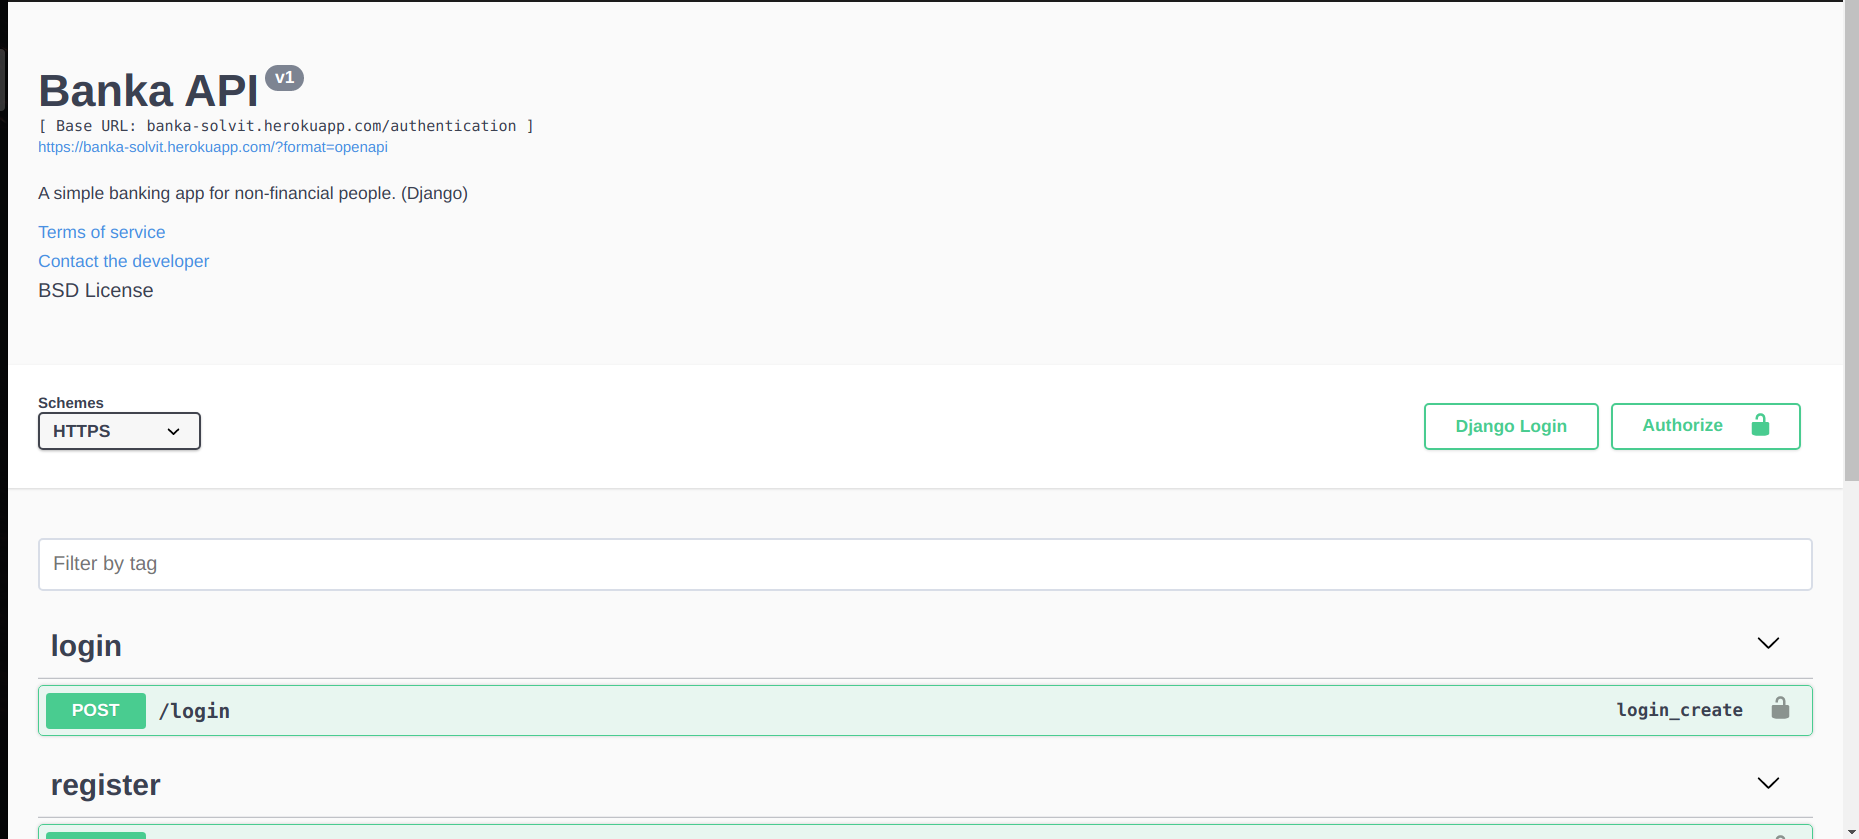 Banka API v1
[ Base URL: banka-solvit.herokuapp.com/authentication ]
https://banka-solvit.herokuapp.com/?format=openapi
A simple banking app for non-financial people. (Django)
Terms of service
Contact the developer
BSD License
Schemes
HTTPS
Django Login
Authorize
Filter by tag
login
POST /login login_create
register